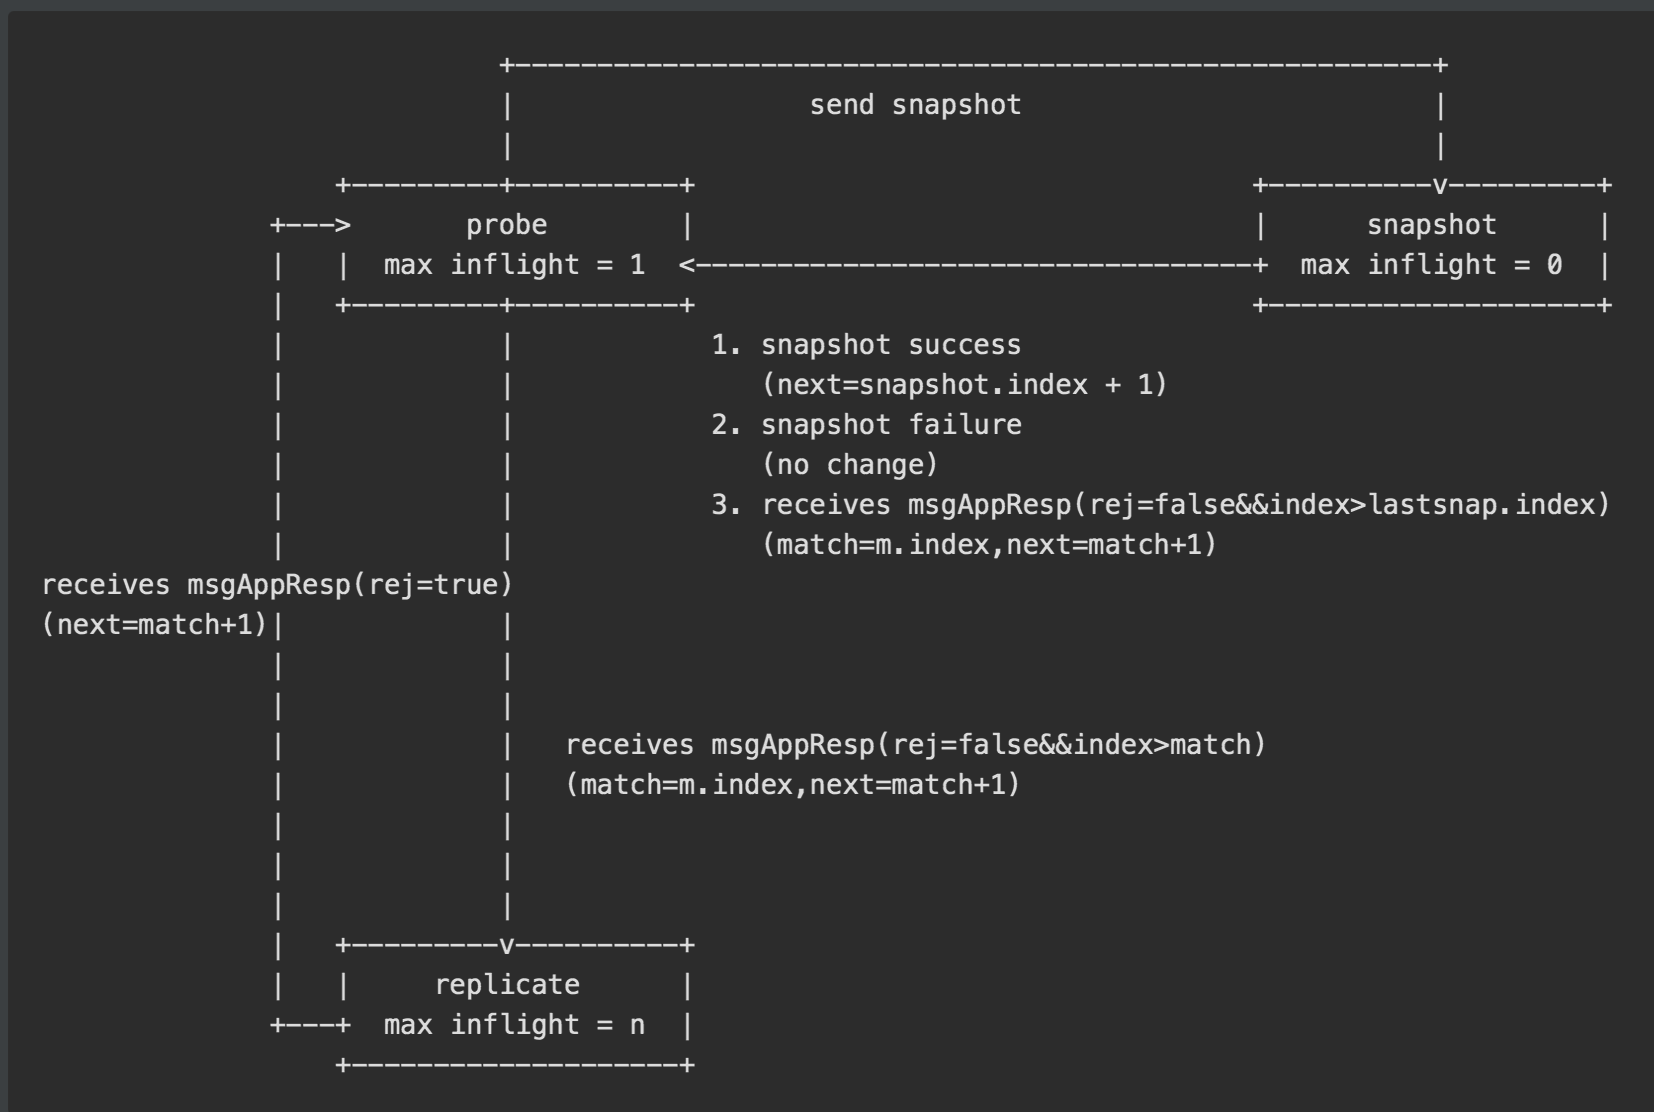 send snapshot
probe
max inflight = 1
snapshot
max inflight = 0
1. snapshot success
(next=snapshot.index + 1)
2. snapshot failure
(no change)
3. receives msgAppResp(rej=false&&index>lastsnap.index)
(match=m.index,next=match+1)
receives msgAppResp(rej=true)
(next=match+1)
receives msgAppResp(rej=false&&index>match)
(match=m.index,next=match+1)
replicate
max inflight = n